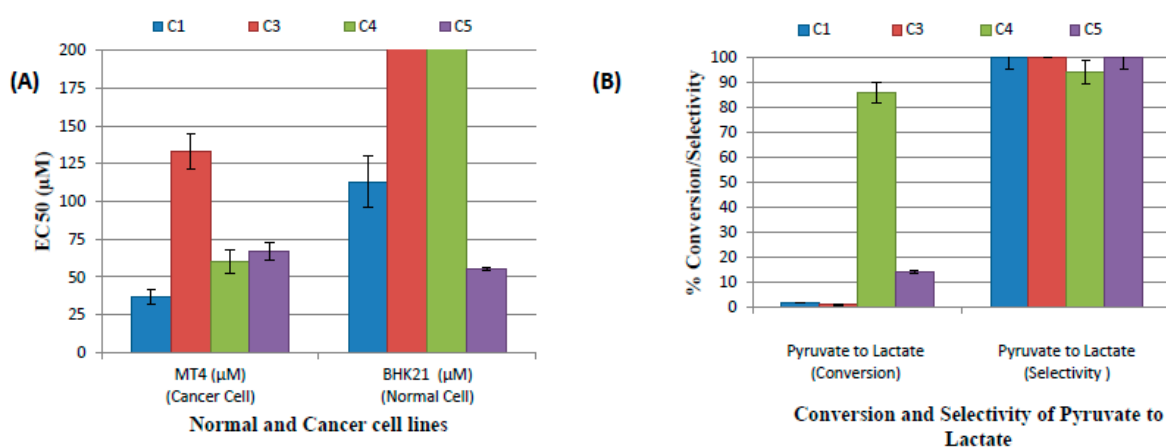 C1 C3 C4 C5
(A)
EC50 (µM)
200
175
150
125
100
75
50
25
0
MT4 (µM) BHK21 (µM)
(Cancer Cell) (Normal Cell)
Normal and Cancer cell lines
C1 C3 C4 C5
(B)
% Conversion/Selectivity
100
90
80
70
60
50
40
30
20
10
0
Pyruvate to Lactate Pyruvate to Lactate
(Conversion) (Selectivity )
Conversion and Selectivity of Pyruvate to
Lactate